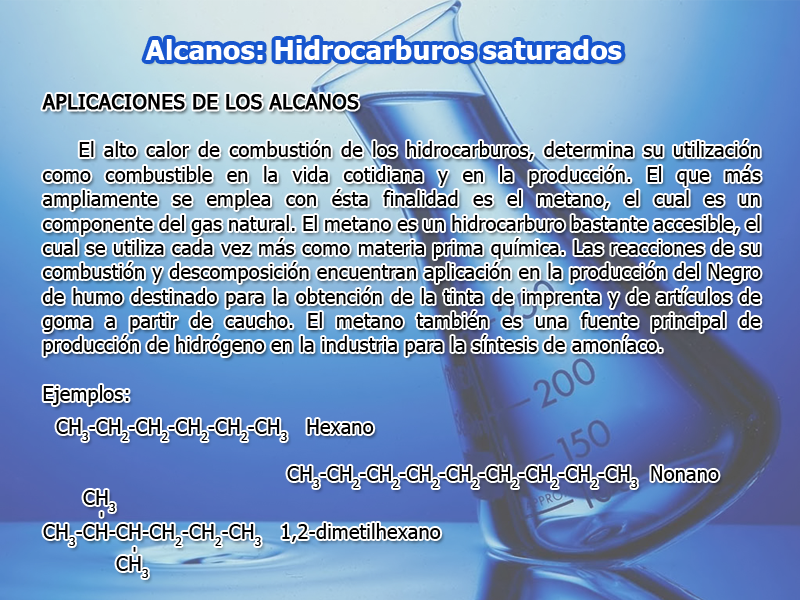 Alcanos: Hidrocarburos saturados
APLICACIONES DE LOS ALCANOS
El alto calor de combustión de los hidrocarburos, determina su utilización
como combustible en la vida cotidiana y en la producción. El que más
ampliamente se emplea con ésta finalidad es el metano, el cual es un
componente del gas natural. El metano es un hidrocarburo bastante accesible, el
cual se utiliza cada vez más como materia prima química. Las reacciones de su
combustión y descomposición encuentran aplicación en la producción del Negro
de humo destinado para la obtención de la tinta de imprenta y de artículos de
goma a partir de caucho. El metano también es una fuente principal de
producción de hidrógeno en la industria para la síntesis de amoníaco.
Ejemplos:
CH3-CH2-CH2-CH2-CH2-CH3 Hexano
CH3-CH2-CH2-CH2-CH2-CH2-CH2-CH2-CH3 Nonano
CH3
CH3-CH-CH-CH2-CH2-CH3 1,2-dimetilhexano
CH3
250
200
150